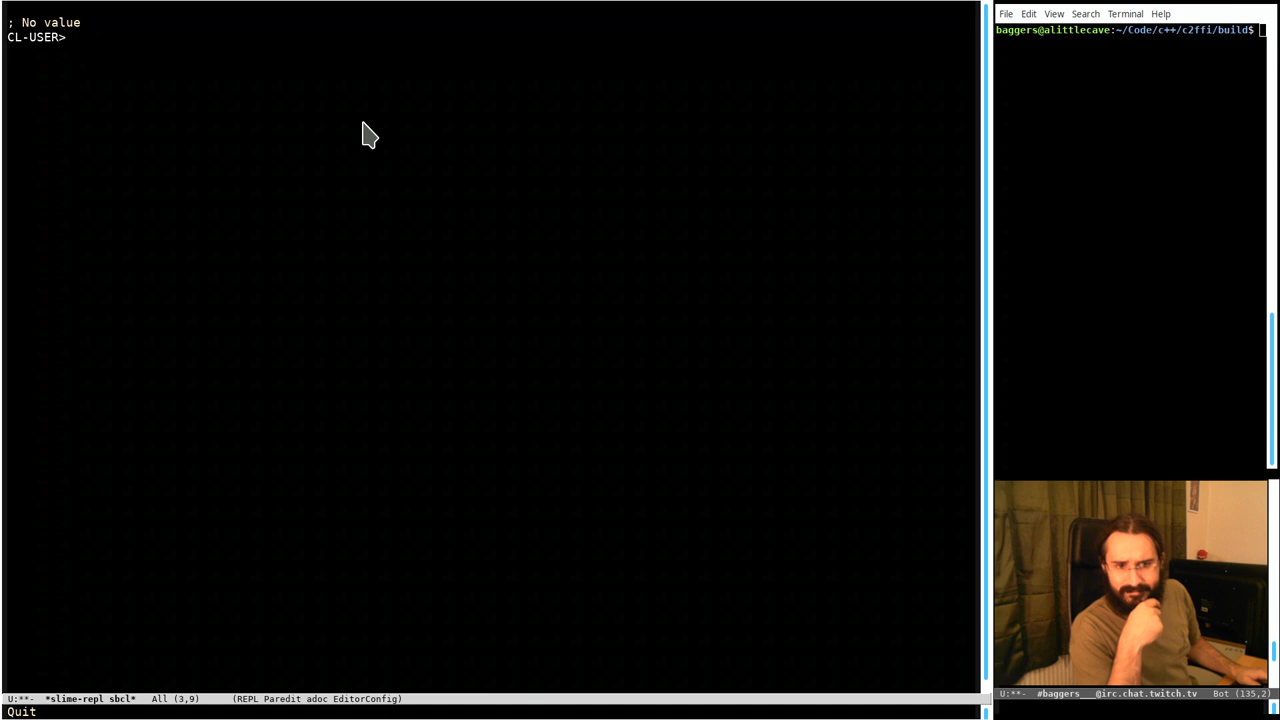 ; No value
CL-USER>
U:**-  *slime-repl sbcl*   All (3,9)     (REPL Paredit adoc EditorConfig)
Quit
File Edit View Search Terminal Help
baggers@alittlecave:~/Code/c++/c2ffi/build$
U:**-  #baggers___@irc.chat.twitch.tv   Bot (135,2)